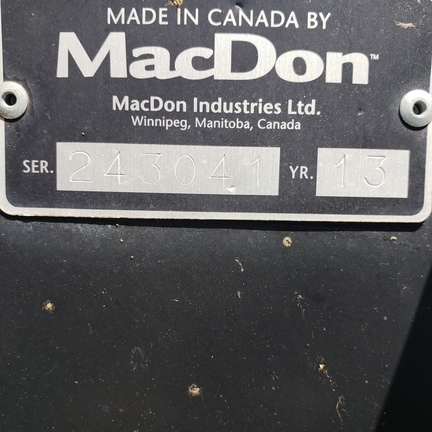 MADE IN CANADA BY
MacDon™
MacDon Industries Ltd.
Winnipeg, Manitoba, Canada
SER. 243041 YR. 13